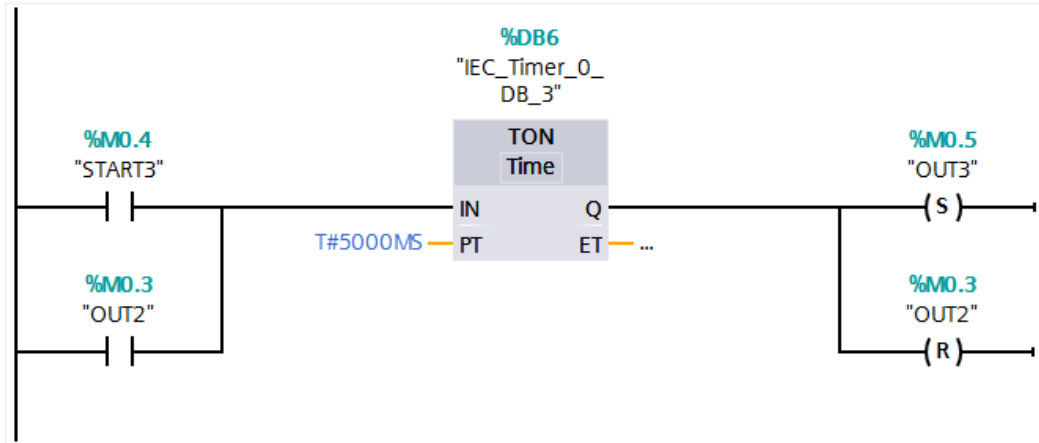 %DB6
"IEC_Timer_0_
DB_3"
%M0.4
"START3"
TON
Time
%M0.5
"OUT3"
IN
Q
S
T#5000MS
PT
ET
...
%M0.3
"OUT2"
%M0.3
"OUT2"
R